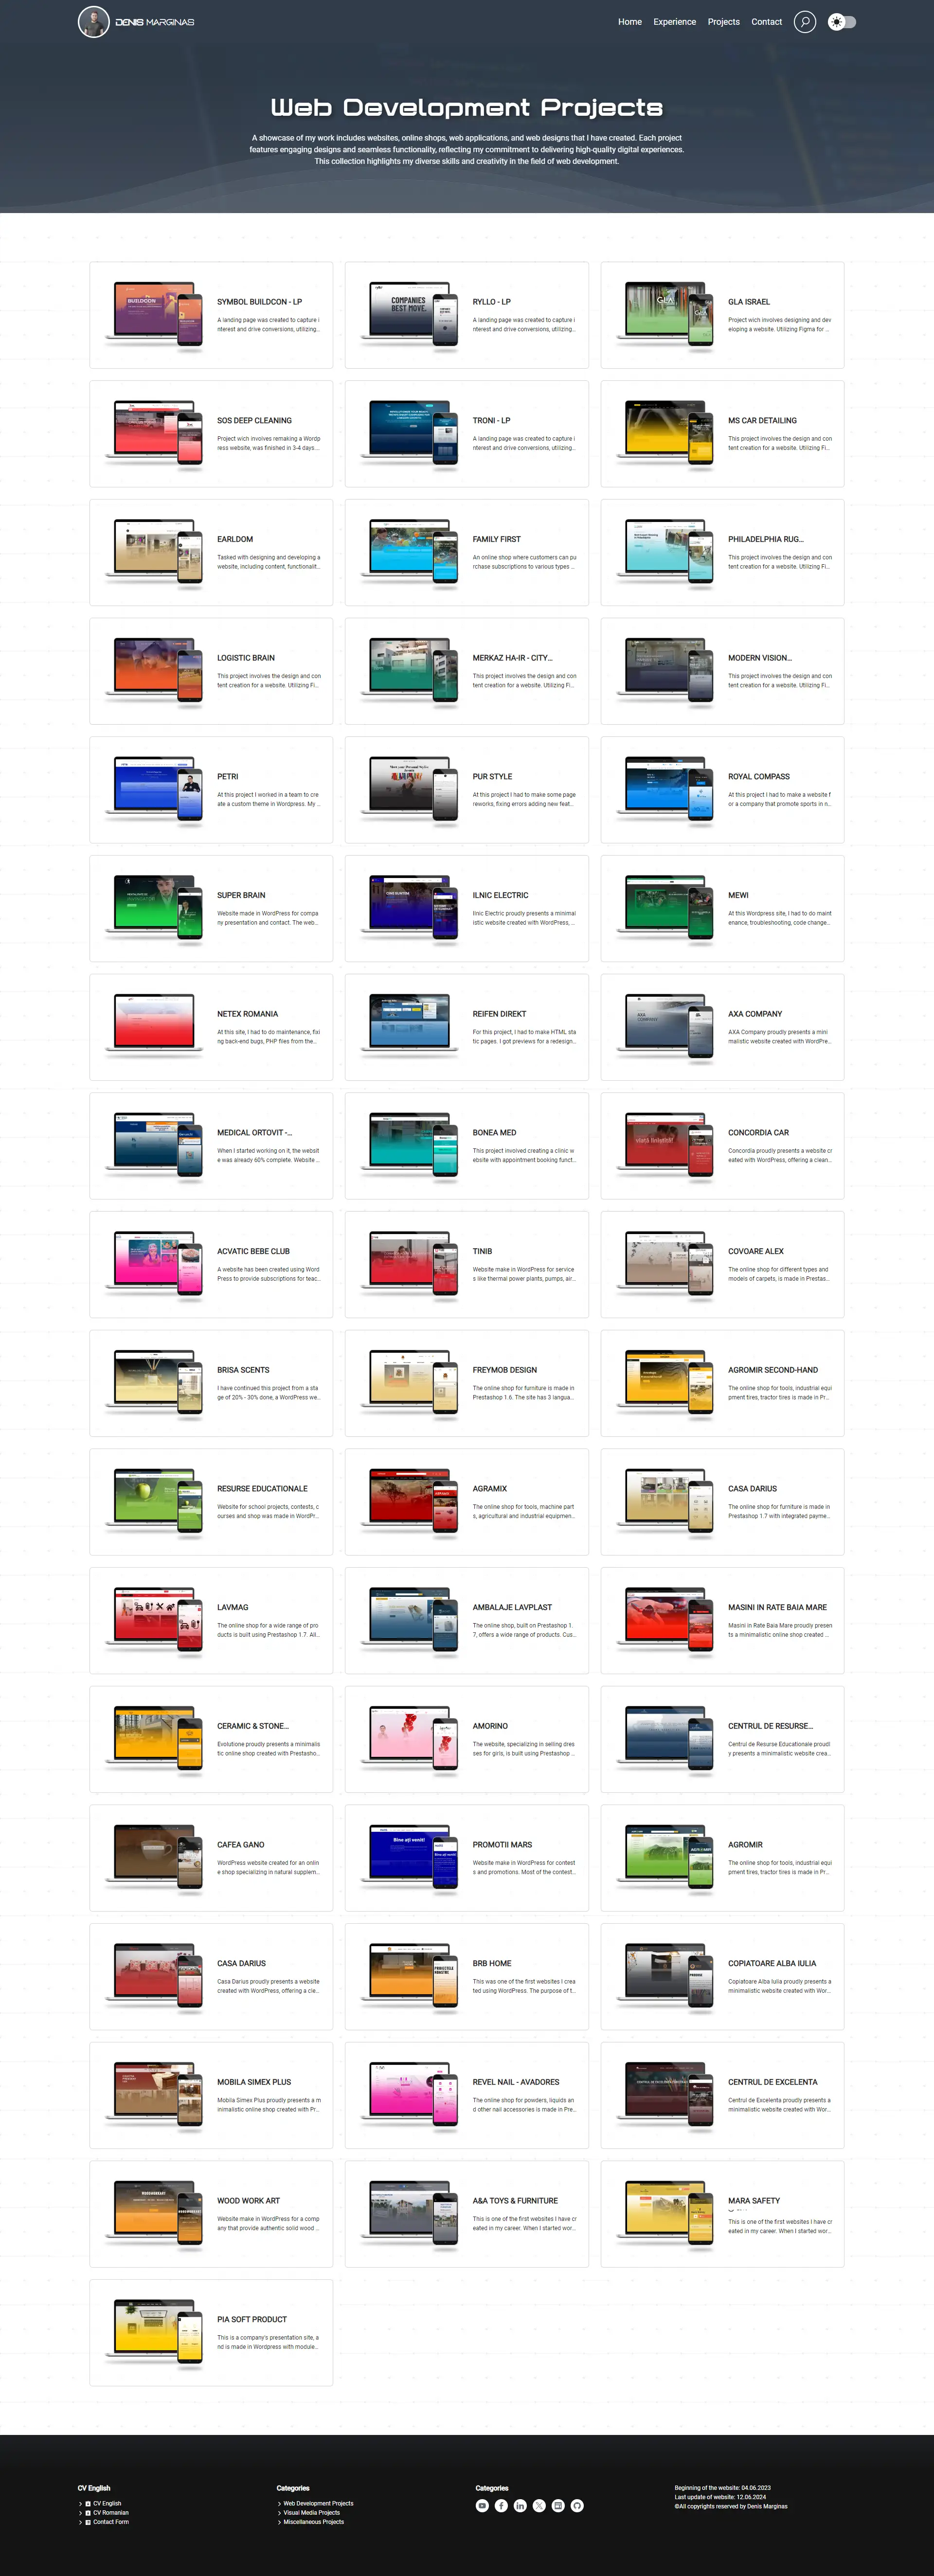 DENIS MARGINAS
Home Experience Projects Contact
Web Development Projects
A showcase of my work includes websites, online shops, web applications, and web designs that I have created. Each project
features engaging designs and seamless functionality, reflecting my commitment to delivering high-quality digital experiences.
This collection highlights my diverse skills and creativity in the field of web development.
SYMBOL BUILDCON - LP
A landing page was created to capture i
nterest and drive conversions, utilizing...
RYLLO - LP
A landing page was created to capture i
nterest and drive conversions, utilizing...
GLA ISRAEL
Project wich involves designing and dev
eloping a website. Utilizing Figma for ...
SOS DEEP CLEANING
Project wich involves remaking a Wordp
ress website, was finished in 3-4 days....
TRONI - LP
A landing page was created to capture i
nterest and drive conversions, utilizing...
MS CAR DETAILING
This project involves the design and con
tent creation for a website. Utilizing Fi...
EARLDOM
Tasked with designing and developing a
website, including content, functionalit...
FAMILY FIRST
An online shop where customers can pu
rchase subscriptions to various types ...
PHILADELPHIA RUG...
This project involves the design and con
tent creation for a website. Utilizing Fi...
LOGISTIC BRAIN
This project involves the design and con
tent creation for a website. Utilizing Fi...
MERKAZ HA-IR - CITY...
This project involves the design and con
tent creation for a website. Utilizing Fi...
MODERN VISION...
This project involves the design and con
tent creation for a website. Utilizing Fi...
PETRI
At this project I worked in a team to cre
ate a custom theme in Wordpress. My ...
PUR STYLE
At this project I had to make some page
reworks, fixing errors adding new feat...
ROYAL COMPASS
At this project I had to make a website f
or a company that promote sports in n...
SUPER BRAIN
Website made in WordPress for compa
ny presentation and contact. The web...
ILNIC ELECTRIC
Ilnic Electric proudly presents a minimal
istic website created with WordPress, ...
MEWI
At this Wordpress site, I had to do maint
enance, troubleshooting, code change...
NETEX ROMANIA
At this site, I had to do maintenance, fixi
ng back-end bugs, PHP files from the...
REIFEN DIREKT
For this project, I had to make HTML sta
tic pages. I got previews for a redesign...
AXA COMPANY
AXA Company proudly presents a mini
malistic website created with WordPre...
MEDICAL ORTOVIT -...
When I started working on it, the websit
e was already 60% complete. Website ...
BONEA MED
This project involved creating a clinic w
ebsite with appointment booking funct...
CONCORDIA CAR
Concordia proudly presents a website cr
eated with WordPress, offering a clean...
ACVATIC BEBE CLUB
A website has been created using Word
Press to provide subscriptions for teac...
TINIB
Website make in WordPress for service
s like thermal power plants, pumps, air...
COVOARE ALEX
The online shop for different types and
models of carpets, is made in Prestas...
BRISA SCENTS
I have continued this project from a sta
ge of 20% - 30% done, a WordPress we...
FREYMOB DESIGN
The online shop for furniture is made in
Prestashop 1.6. The site has 3 langua...
AGROMIR SECOND-HAND
The online shop for tools, industrial equi
pment tires, tractor tires is made in Pr...
RESURSE EDUCATIONALE
Website for school projects, contests, c
ourses and shop was made in WordPr...
AGRAMIX
The online shop for tools, machine part
s, agricultural and industrial equipmen...
CASA DARIUS
The online shop for furniture is made in
Prestashop 1.7 with integrated payme...
LAVMAG
The online shop for a wide range of pro
ducts is built using Prestashop 1.7. All...
AMBALAJE LAVPLAST
The online shop, built on Prestashop 1.
7, offers a wide range of products. Cus...
MASINI IN RATE BAIA MARE
Masini in Rate Baia Mare proudly presen
ts a minimalistic online shop created ...
CERAMIC & STONE...
Evolutione proudly presents a minimalis
tic online shop created with Prestasho...
AMORINO
The website, specializing in selling dres
ses for girls, is built using Prestashop ...
CENTRUL DE RESURSE...
Centrul de Resurse Educationale proudl
y presents a minimalistic website crea...
CAFEA GANO
WordPress website created for an onlin
e shop specializing in natural supplem...
PROMOTII MARS
Website make in WordPress for contest
s and promotions. Most of the contest...
AGROMIR
The online shop for tools, industrial equi
pment tires, tractor tires is made in Pr...
CASA DARIUS
Casa Darius proudly presents a website
created with WordPress, offering a cle...
BRB HOME
This was one of the first websites I crea
ted using WordPress. The purpose of t...
COPIATOARE ALBA IULIA
Copiatoare Alba Iulia proudly presents a
minimalistic website created with Wor...
MOBILA SIMEX PLUS
Mobila Simex Plus proudly presents a m
inimalistic online shop created with Pr...
REVEL NAIL - AVADORES
The online shop for powders, liquids an
d other nail accessories is made in Pre...
CENTRUL DE EXCELENTA
Centrul de Excelenta proudly presents a
minimalistic website created with Wor...
WOOD WORK ART
Website make in WordPress for a comp
any that provide authentic solid wood ...
A&A TOYS & FURNITURE
This is one of the first websites I have cr
eated in my career. When I started wor...
MARA SAFETY
This is one of the first websites I have cr
eated in my career. When I started wor...
PIA SOFT PRODUCT
This is a company's presentation site, a
nd is made in Wordpress with module...
CV English
CV English
CV Romanian
Contact Form
Categories
Web Development Projects
Visual Media Projects
Miscellaneous Projects
Categories
Beginning of the website: 04.06.2023
Last update of website: 12.06.2024
©All copyrights reserved by Denis Marginas